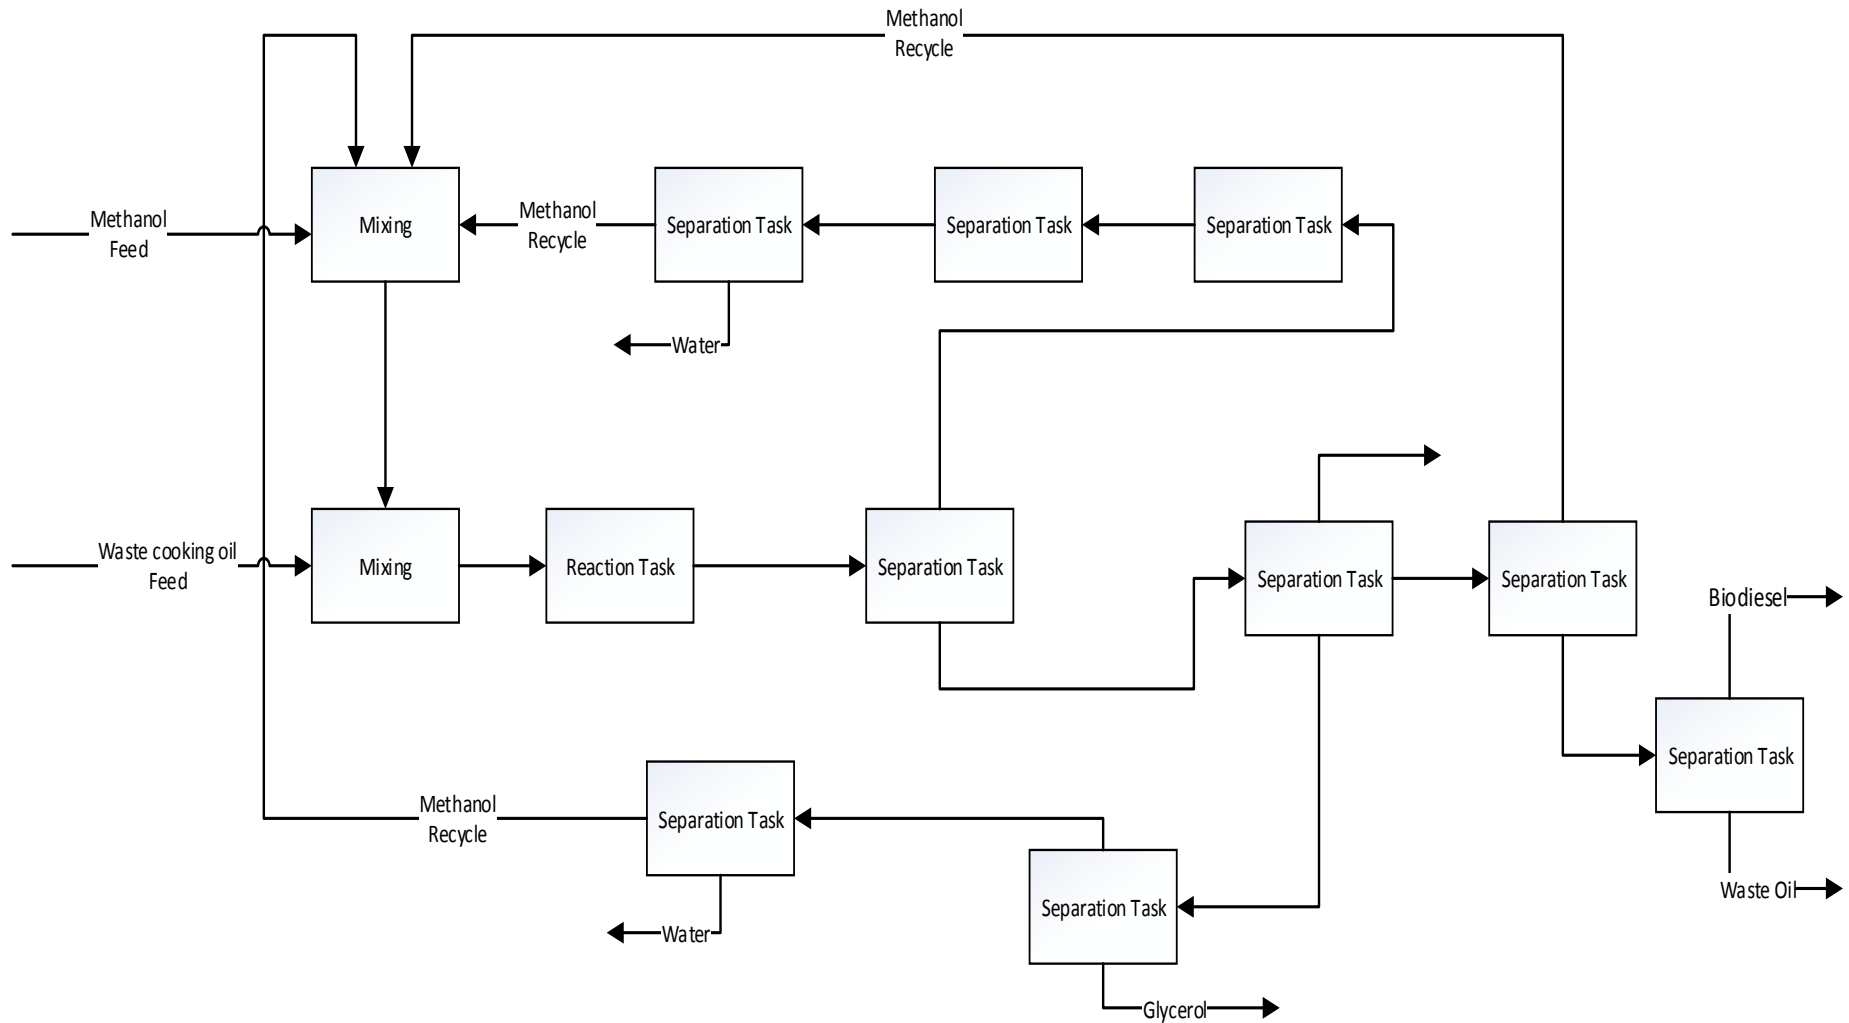 Methanol
Recycle
Methanol
Feed
Mixing
Methanol
Recycle
Separation Task
Separation Task
Separation Task
Water
Waste cooking oil
Feed
Mixing
Reaction Task
Separation Task
Separation Task
Separation Task
Biodiesel
Separation Task
Methanol
Recycle
Separation Task
Waste Oil
Separation Task
Water
Glycerol